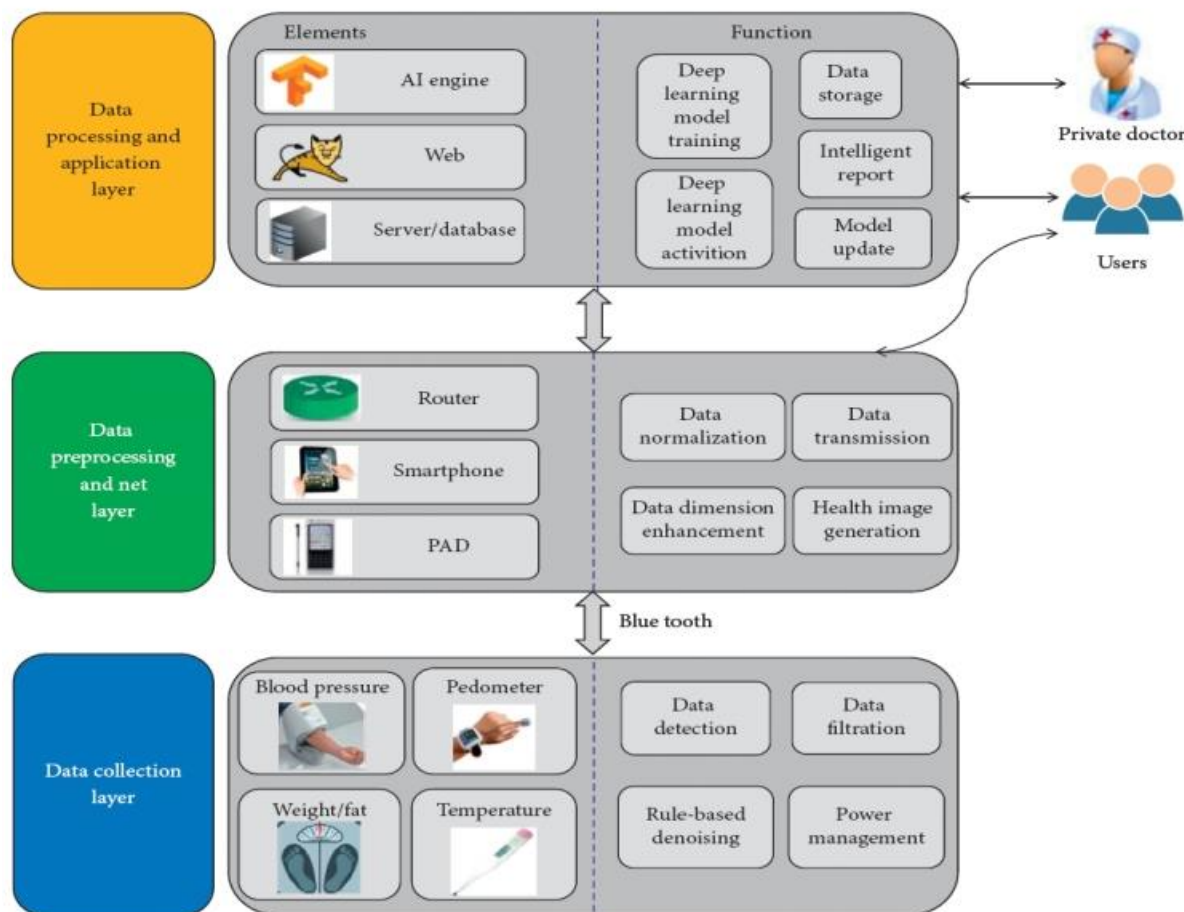 Data
processing and
application
layer
Elements
AI engine
Web
Server/database
Function
Deep
learning
model
training
Data
storage
Intelligent
report
Deep
learning
model
activition
Model
update
Private doctor
Users
Data
preprocessing
and net
layer
Router
Smartphone
PAD
Data
normalization
Data
transmission
Data dimension
enhancement
Health image
generation
Blue tooth
Data collection
layer
Blood pressure
Pedometer
Weight/fat
Temperature
Data
detection
Data
filtration
Rule-based
denoising
Power
management